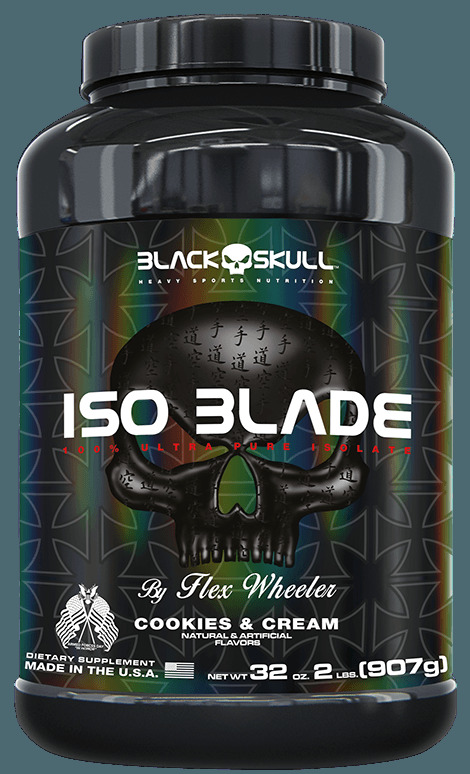 BLACK SKULL™
HEAVY SPORTS NUTRITION
ISO BLADE
100% ULTRA PURE ISOLATE
By Flex Wheeler
COOKIES & CREAM
NATURAL & ARTIFICIAL
FLAVORS
DIETARY SUPPLEMENT
MADE IN THE U.S.A.
NET WT 32 OZ. 2 LBS. (907g)